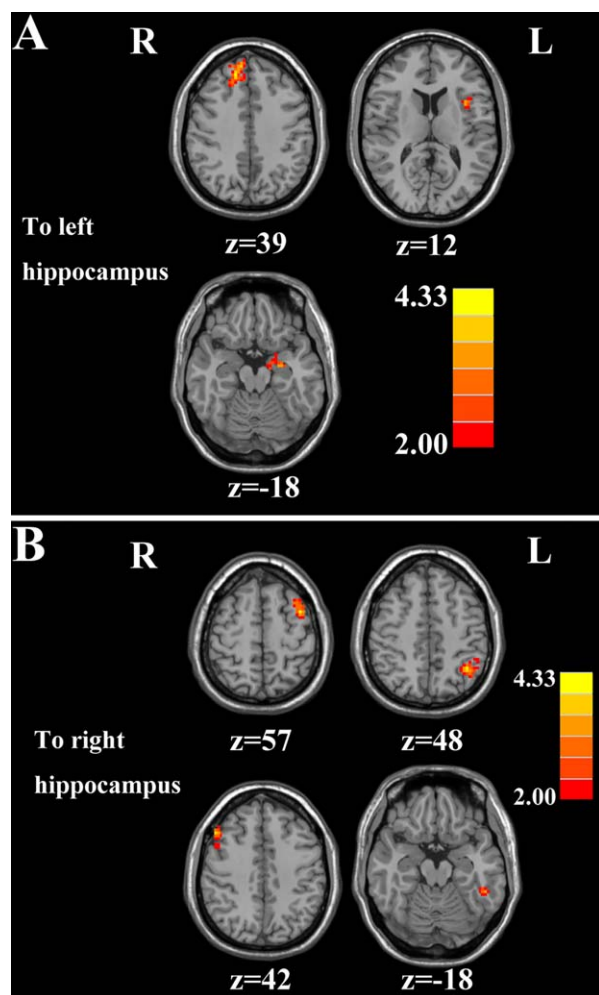 A
R
L
z=39
z=12
To left
hippocampus
4.33
2.00
z=-18
B
R
L
z=57
z=48
To right
hippocampus
4.33
2.00
z=42
z=-18